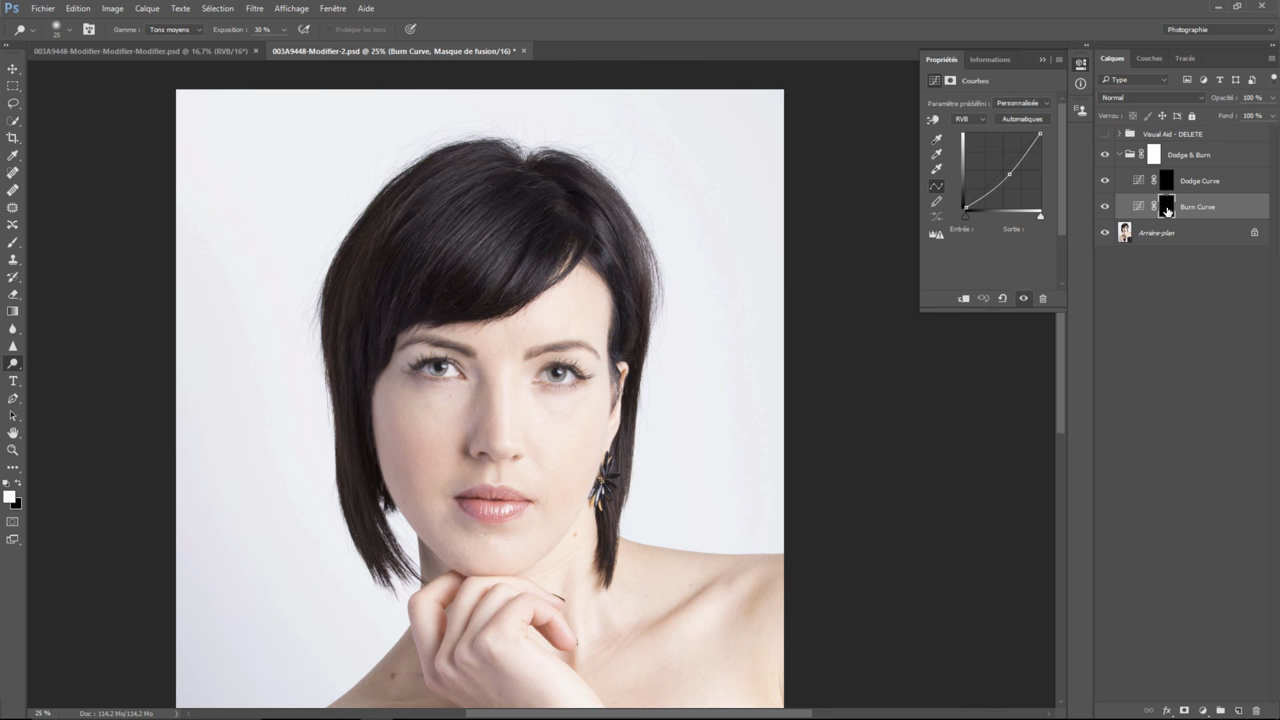 Ps Fichier Edition Image Calque Texte Sélection Filtre Affichage Fenêtre Aide
25 Gamme : Tons moyens Exposition : 30 % Protéger les tons Photographie
003A9448-Modifier-Modifier-Modifier.psd @ 16,7% (RVB/16*) × 003A9448-Modifier-2.psd @ 25% (Burn Curve, Masque de fusion/16) * ×
Propriétés Informations
Courbes
Paramètre prédéfini : Personnalisée
RVB Automatiques
Entrée : Sortie :
Calques Couches Tracés
Type
Normal Opacité : 100 %
Verrou : Fond : 100 %
Visual Aid - DELETE
Dodge & Burn
Dodge Curve
Burn Curve
Arrière-plan
25 % Doc : 114,2 Mo/114,2 Mo